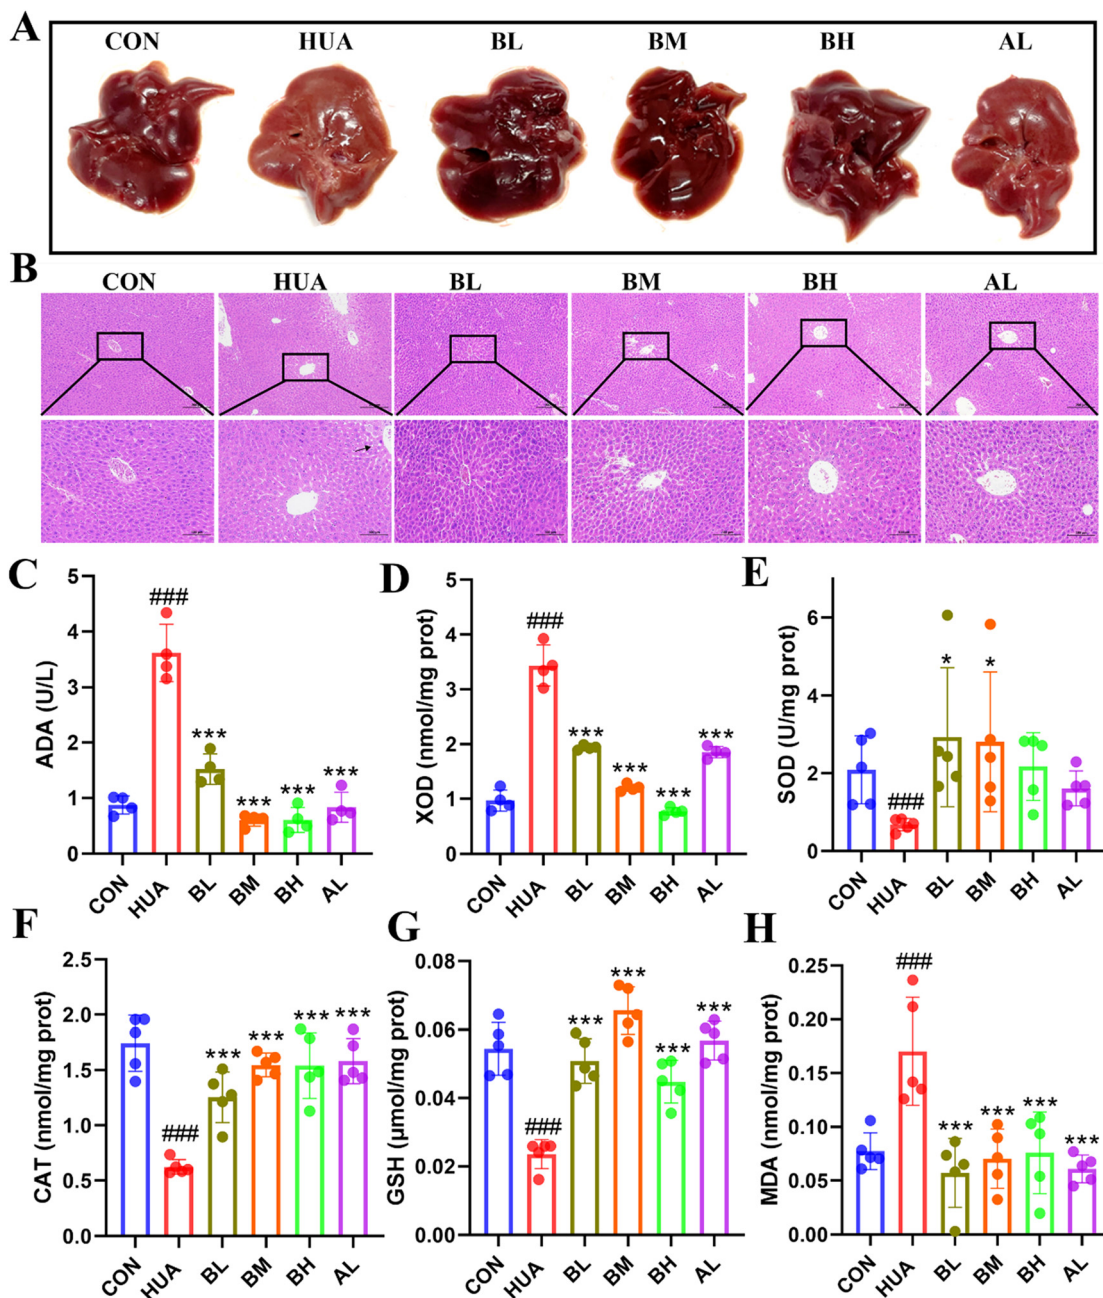 A
CON HUA BL BM BH AL
B
CON HUA BL BM BH AL
C
ADA (U/L)
5
4
3
2
1
0
###
***
***
***
***
CON HUA BL BM BH AL
D
XOD (nmol/mg prot)
5
4
3
2
1
0
###
***
***
***
***
CON HUA BL BM BH AL
E
SOD (U/mg prot)
6
4
2
0
###
*
*
CON HUA BL BM BH AL
F
CAT (nmol/mg prot)
2.5
2.0
1.5
1.0
0.5
0.0
###
***
***
***
***
CON HUA BL BM BH AL
G
GSH (μmol/mg prot)
0.08
0.06
0.04
0.02
0.00
###
***
***
***
***
CON HUA BL BM BH AL
H
MDA (nmol/mg prot)
0.25
0.20
0.15
0.10
0.05
0.00
###
***
***
***
***
CON HUA BL BM BH AL